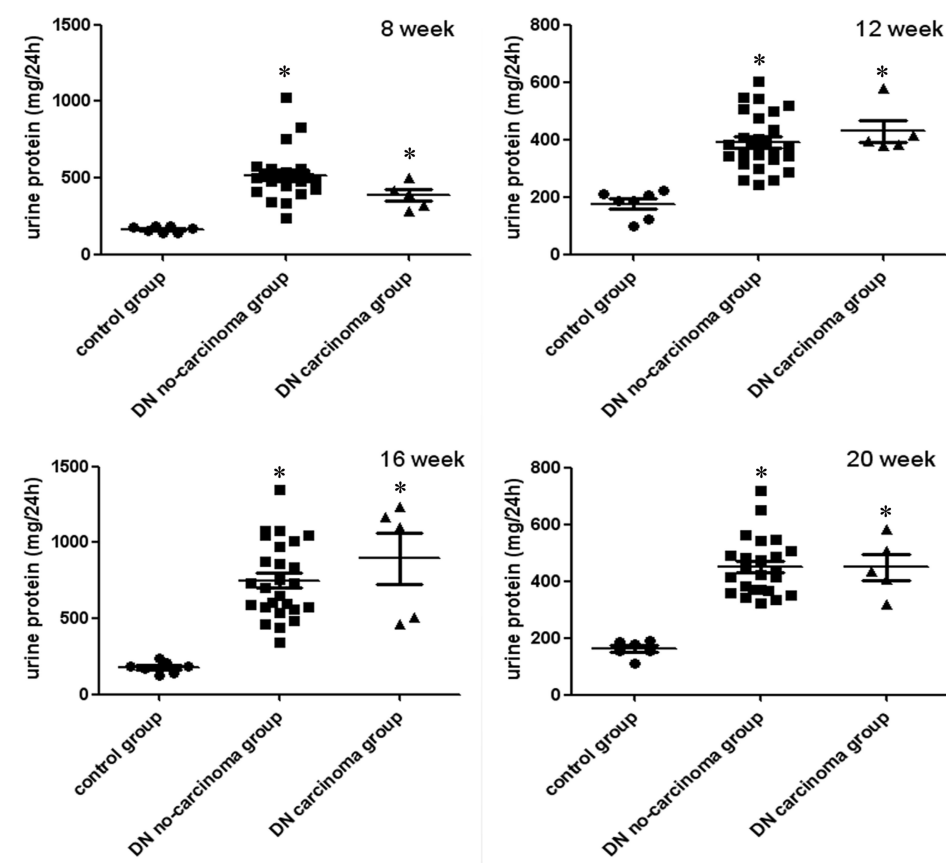 8 week
urine protein (mg/24h)
1500
1000
500
0
*
*
control group
DN no-carcinoma group
DN carcinoma group
12 week
urine protein (mg/24h)
800
600
400
200
0
*
*
control group
DN no-carcinoma group
DN carcinoma group
16 week
urine protein (mg/24h)
1500
1000
500
0
*
*
control group
DN no-carcinoma group
DN carcinoma group
20 week
urine protein (mg/24h)
800
600
400
200
0
*
*
control group
DN no-carcinoma group
DN carcinoma group